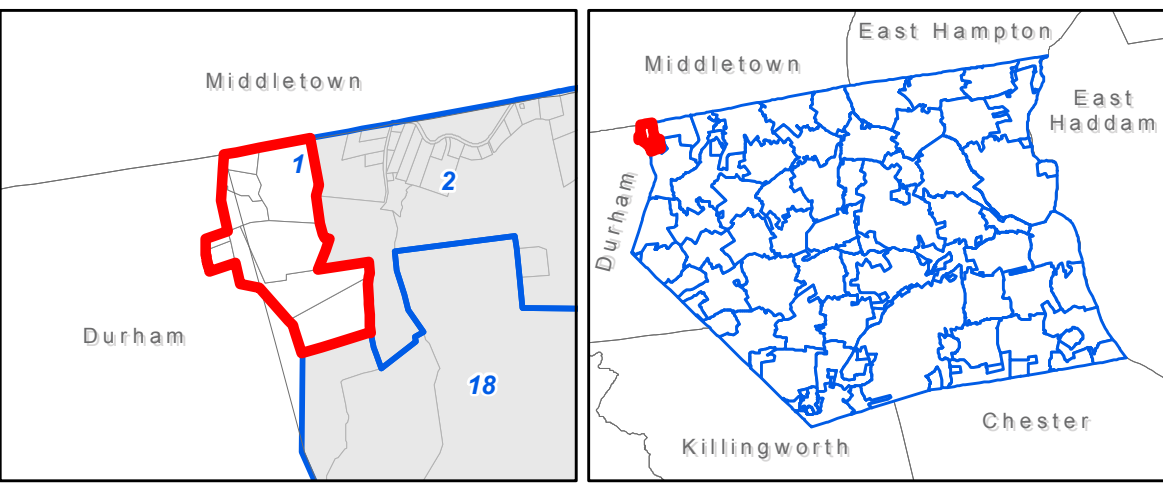 Middletown
1
2
Durham
18
East Hampton
Middletown
East
Haddam
Durham
Chester
Killingworth